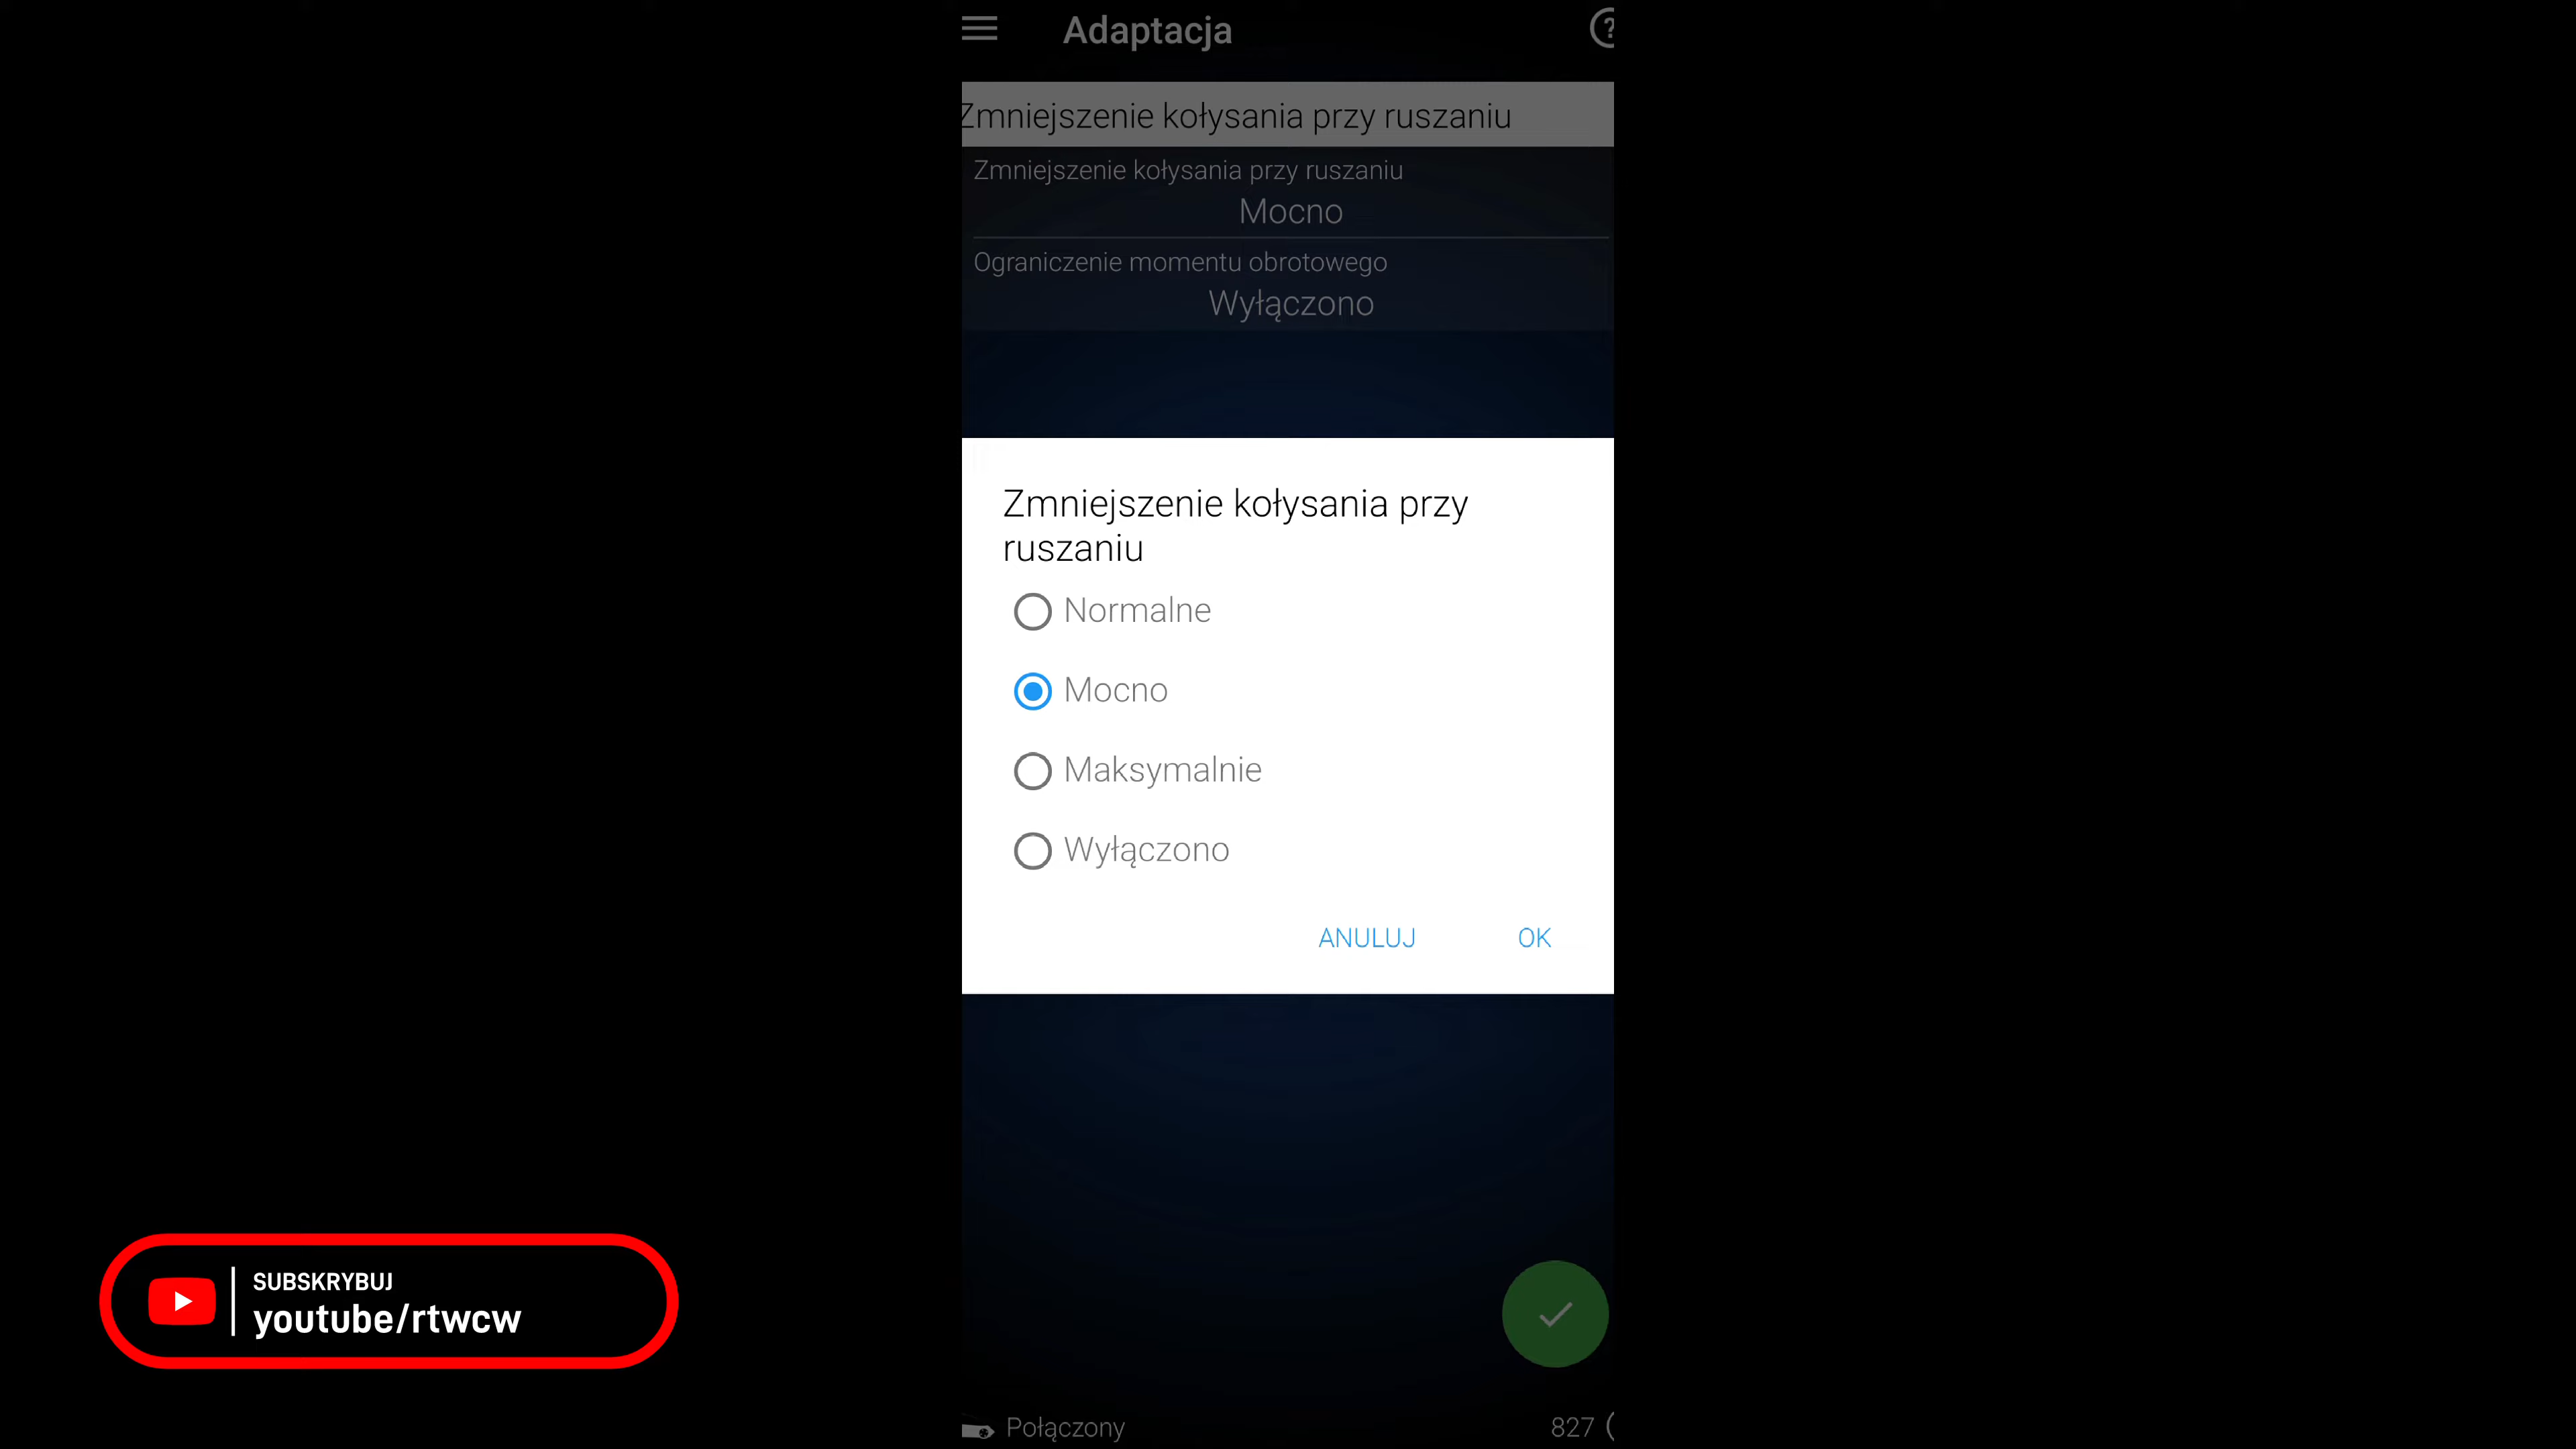 Adaptacja
Zmniejszenie kołysania przy ruszaniu
Zmniejszenie kołysania przy ruszaniu
Mocno
Ograniczenie momentu obrotowego
Wyłączono
Zmniejszenie kołysania przy
ruszaniu
Normalne
Mocno
Maksymalnie
Wyłączono
ANULUJ OK
SUBSKRYBUJ
youtube/rtwcw
Połączony 827